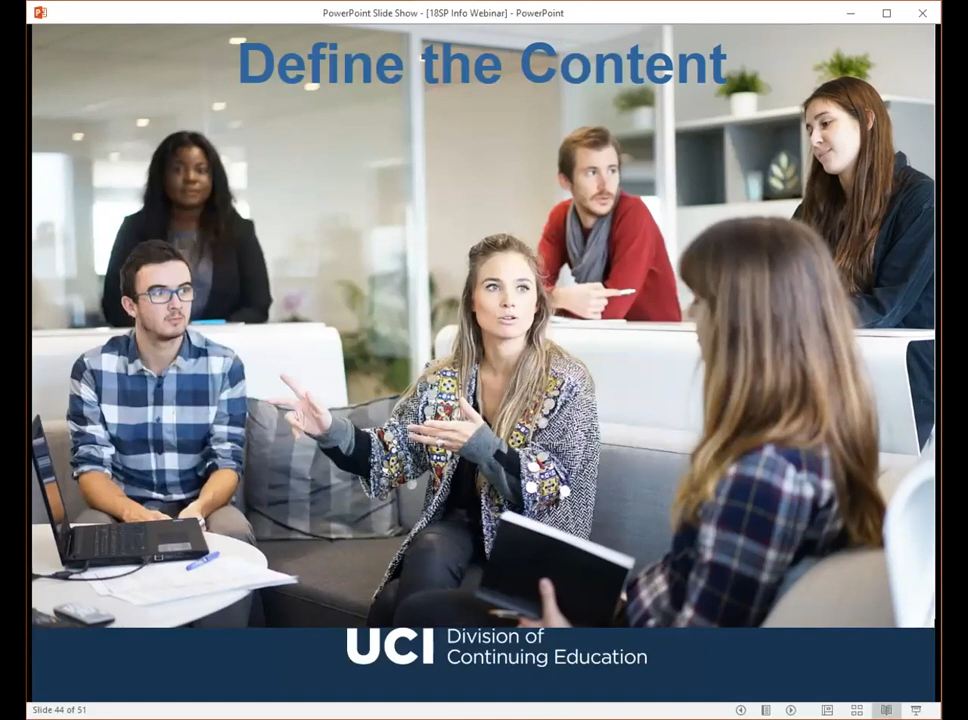 PowerPoint Slide Show - [18SP Info Webinar] - PowerPoint
Define the Content
UCI Division of
Continuing Education
Slide 44 of 51